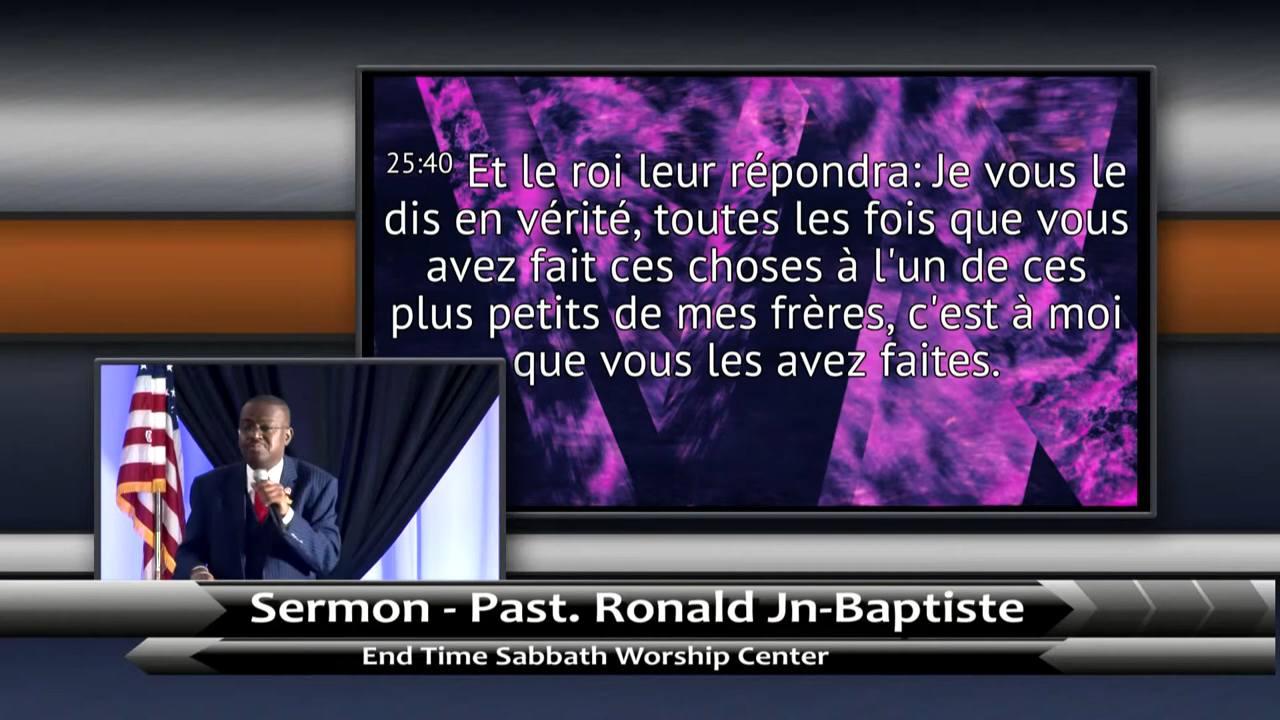 25:40 Et le roi leur répondra: Je vous le
dis en vérité, toutes les fois que vous
avez fait ces choses à l'un de ces
plus petits de mes frères, c'est à moi
que vous les avez faites.
Sermon - Past. Ronald Jn-Baptiste
End Time Sabbath Worship Center